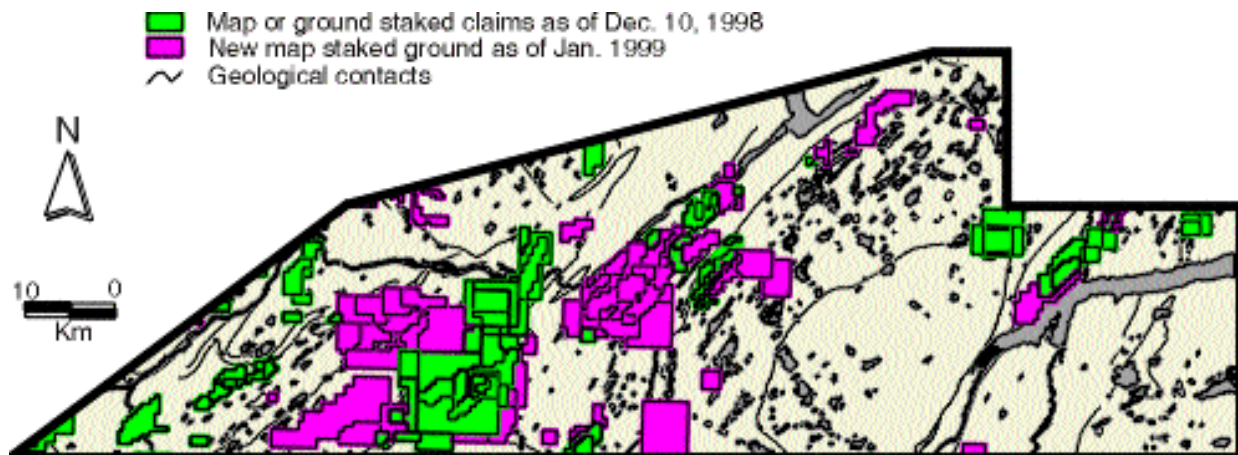 Map or ground staked claims as of Dec. 10, 1998
New map staked ground as of Jan. 1999
Geological contacts
N
10 0
Km